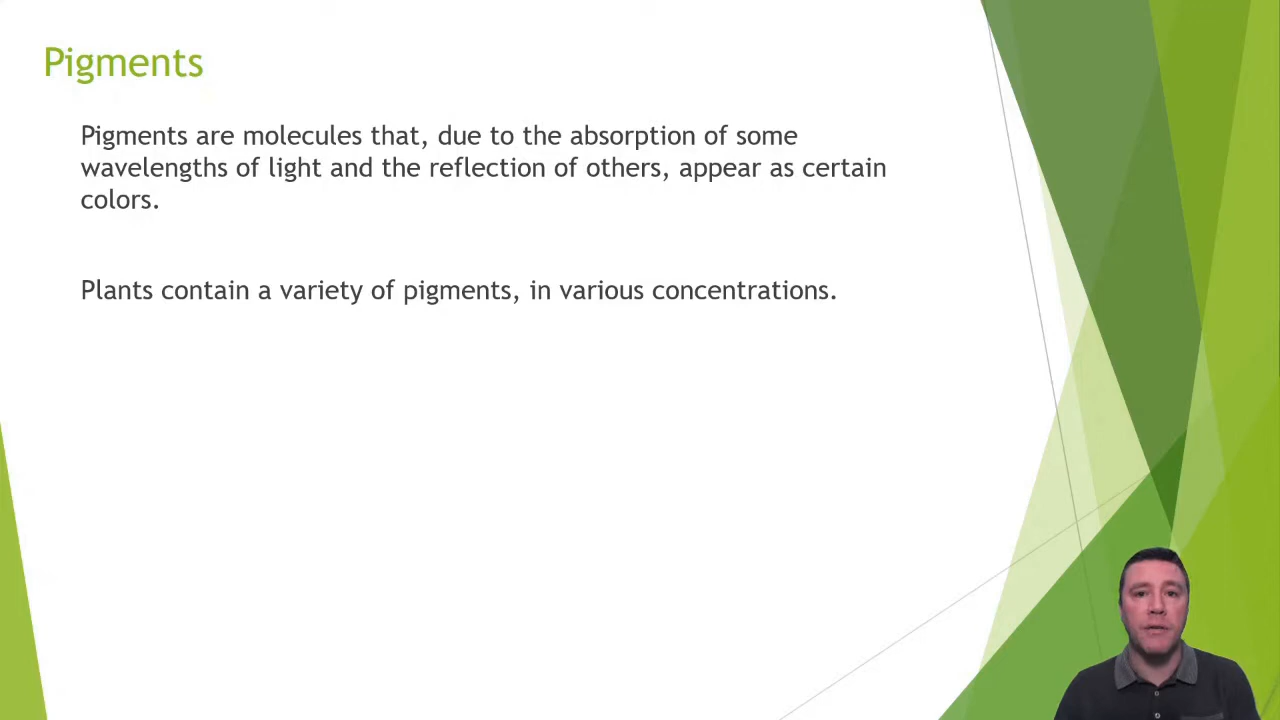 Pigments
Pigments are molecules that, due to the absorption of some
wavelengths of light and the reflection of others, appear as certain
colors.
Plants contain a variety of pigments, in various concentrations.